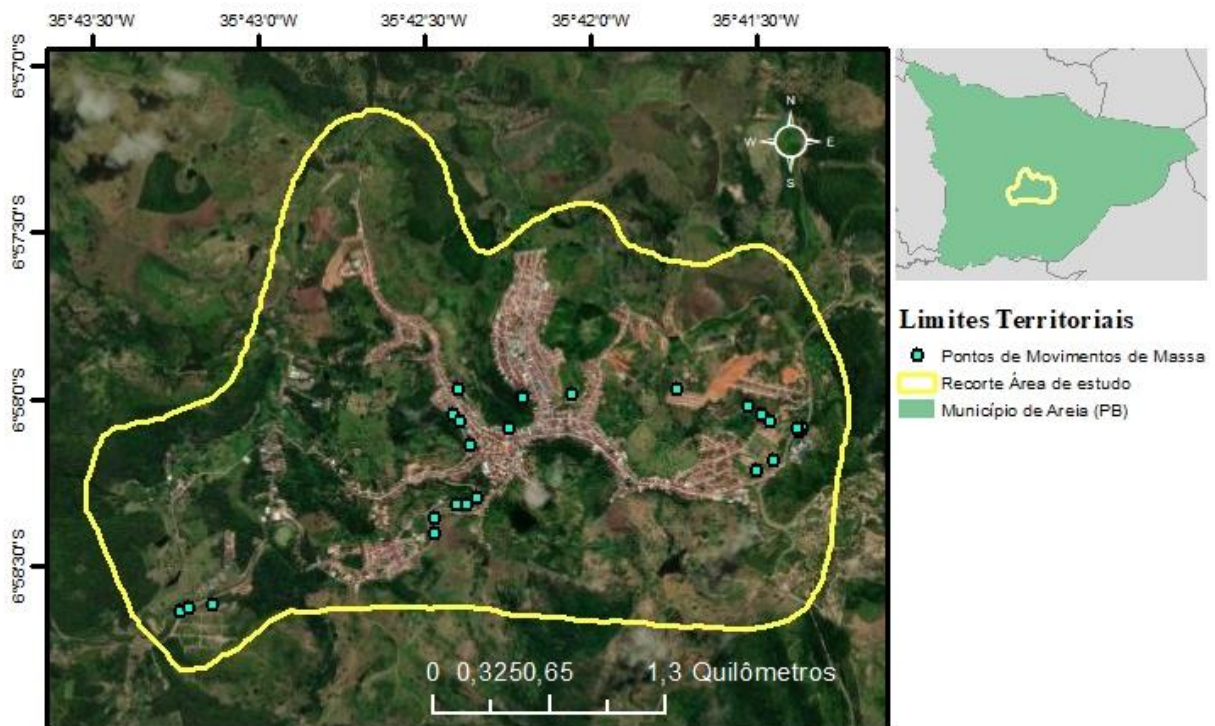 35°43'30"W 35°43'0"W 35°42'30"W 35°42'0"W 35°41'30"W
6°57'0"S
6°57'30"S
6°58'0"S
6°58'30"S
N
W E
S
Limites Territoriais
Pontos de Movimentos de Massa
Recorte Área de estudo
Município de Areia (PB)
0 0,3250,65 1,3 Quilômetros